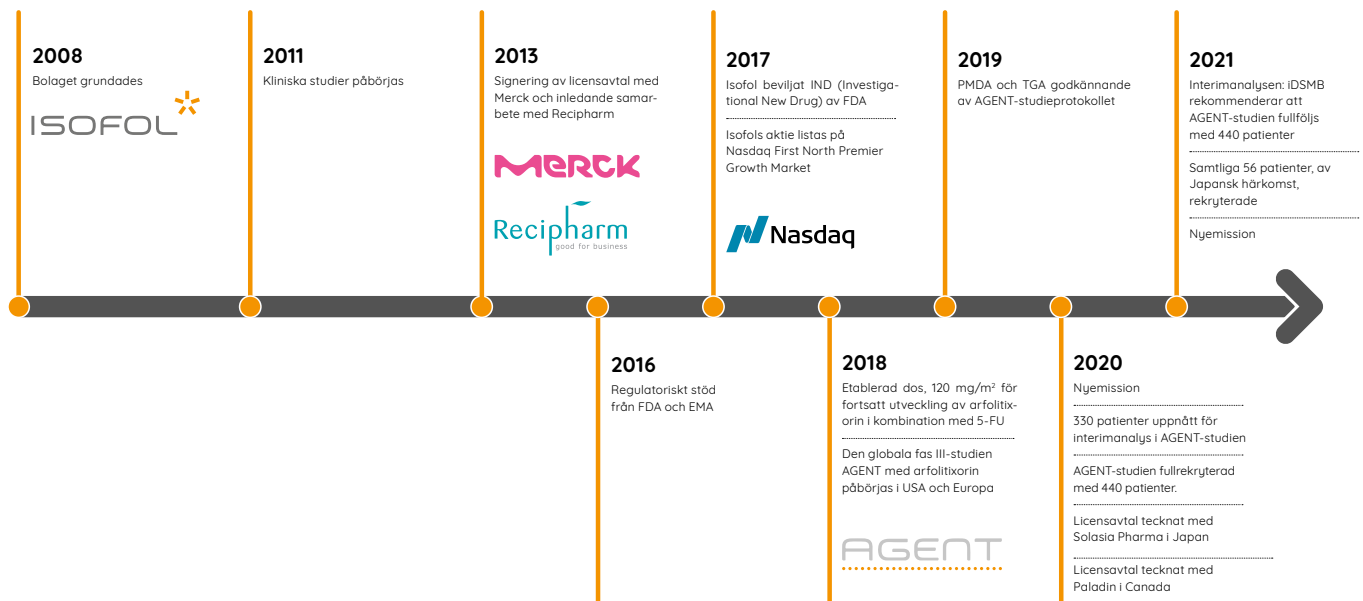 2008
Bolaget grundades
ISOFOL
2011
Kliniska studier påbörjas
2013
Signering av licensavtal med
Merck och inledande samar-
bete med Recipharm
MERCK
Recipharm
good for business
2017
Isofol beviljat IND (Investiga-
tional New Drug) av FDA
Isofols aktie listas på
Nasdaq First North Premier
Growth Market
Nasdaq
2019
PMDA och TGA godkännande
av AGENT-studieprotokollet
2021
Interimanalysen: iDSMB
rekommenderar att
AGENT-studien fullföljs
med 440 patienter
Samtliga 56 patienter, av
Japansk härkomst,
rekryterade
Nyemission
2016
Regulatoriskt stöd
från FDA och EMA
2018
Etablerad dos, 120 mg/m² för
fortsatt utveckling av arfolitix-
orin i kombination med 5-FU
Den globala fas III-studien
AGENT med arfolitixorin
påbörjas i USA och Europa
AGENT
2020
Nyemission
330 patienter uppnått för
interimanalys i AGENT-studien
AGENT-studien fullrekryterad
med 440 patienter.
Licensavtal tecknat med
Solasia Pharma i Japan
Licensavtal tecknat med
Paladin i Canada